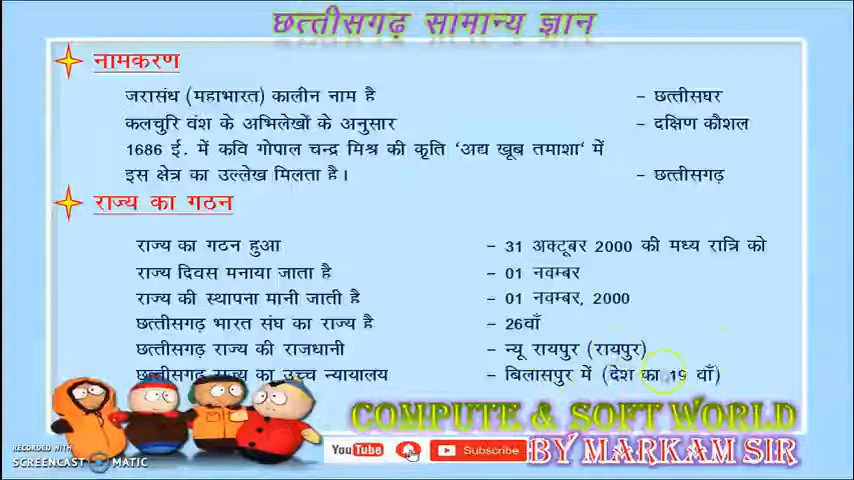 छत्तीसगढ़ सामान्य ज्ञान
नामकरण
जरासंध (महाभारत) कालीन नाम है – छत्तीसघर
कलचुरि वंश के अभिलेखों के अनुसार – दक्षिण कौशल
1686 ई. में कवि गोपाल चन्द्र मिश्र की कृति ‘अद्य खूब तमाशा‘ में
इस क्षेत्र का उल्लेख मिलता है। – छत्तीसगढ़
राज्य का गठन
राज्य का गठन हुआ – 31 अक्टूबर 2000 की मध्य रात्रि को
राज्य दिवस मनाया जाता है – 01 नवम्बर
राज्य की स्थापना मानी जाती है – 01 नवम्बर, 2000
छत्तीसगढ़ भारत संघ का राज्य है – 26वाँ
छत्तीसगढ़ राज्य की राजधानी – न्यू रायपुर (रायपुर)
छत्तीसगढ़ राज्य का उच्च न्यायालय – बिलासपुर में (देश का 19 वाँ)
COMPUTE & SOFT WORLD
BY MARKAM SIR
YouTube Subscribe
RECORDED WITH
SCREENCAST MATIC